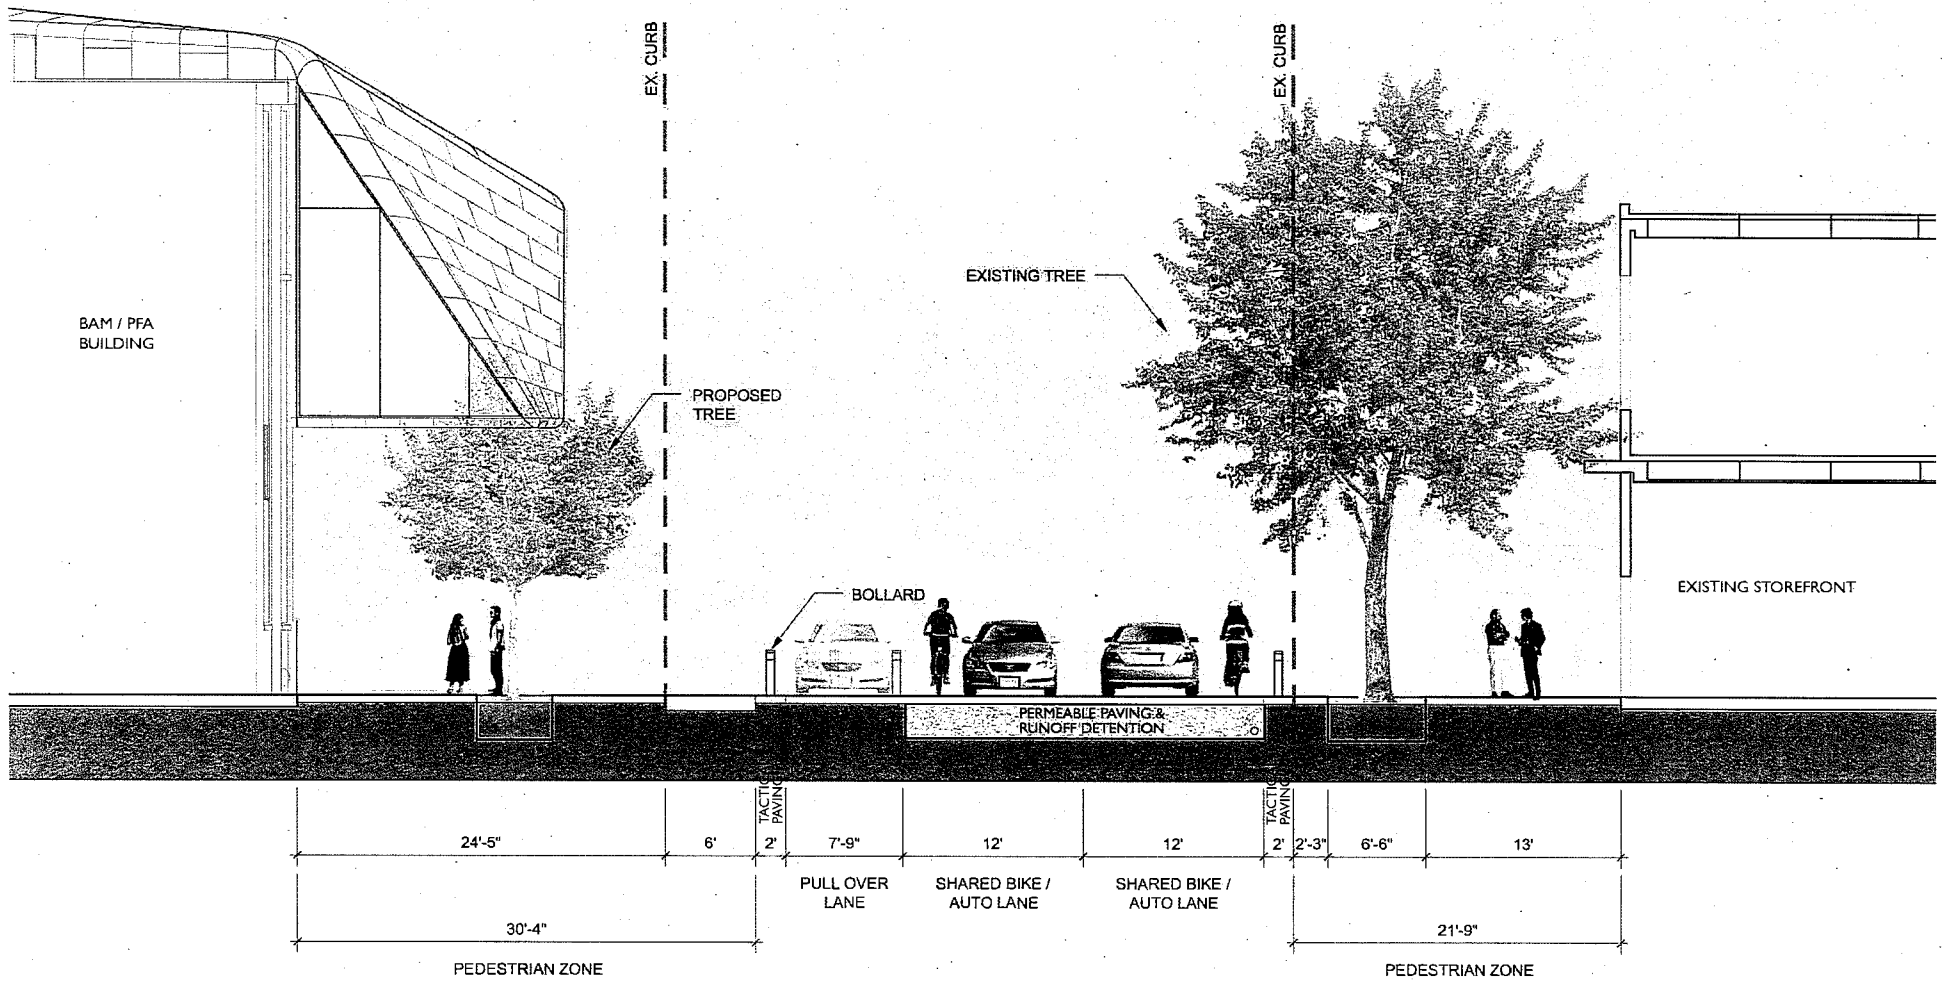 EX. CURB
EX. CURB
EXISTING TREE
BAM / PFA
BUILDING
PROPOSED
TREE
BOLLARD
EXISTING STOREFRONT
PERMEABLE PAVING &
RUNOFF DETENTION
24'-5"
6'
2'
7'-9"
12'
12'
2'
2'-3"
6'-6"
13'
PAVING
PAVING
PULL OVER
LANE
SHARED BIKE /
AUTO LANE
SHARED BIKE /
AUTO LANE
30'-4"
21'-9"
PEDESTRIAN ZONE
PEDESTRIAN ZONE